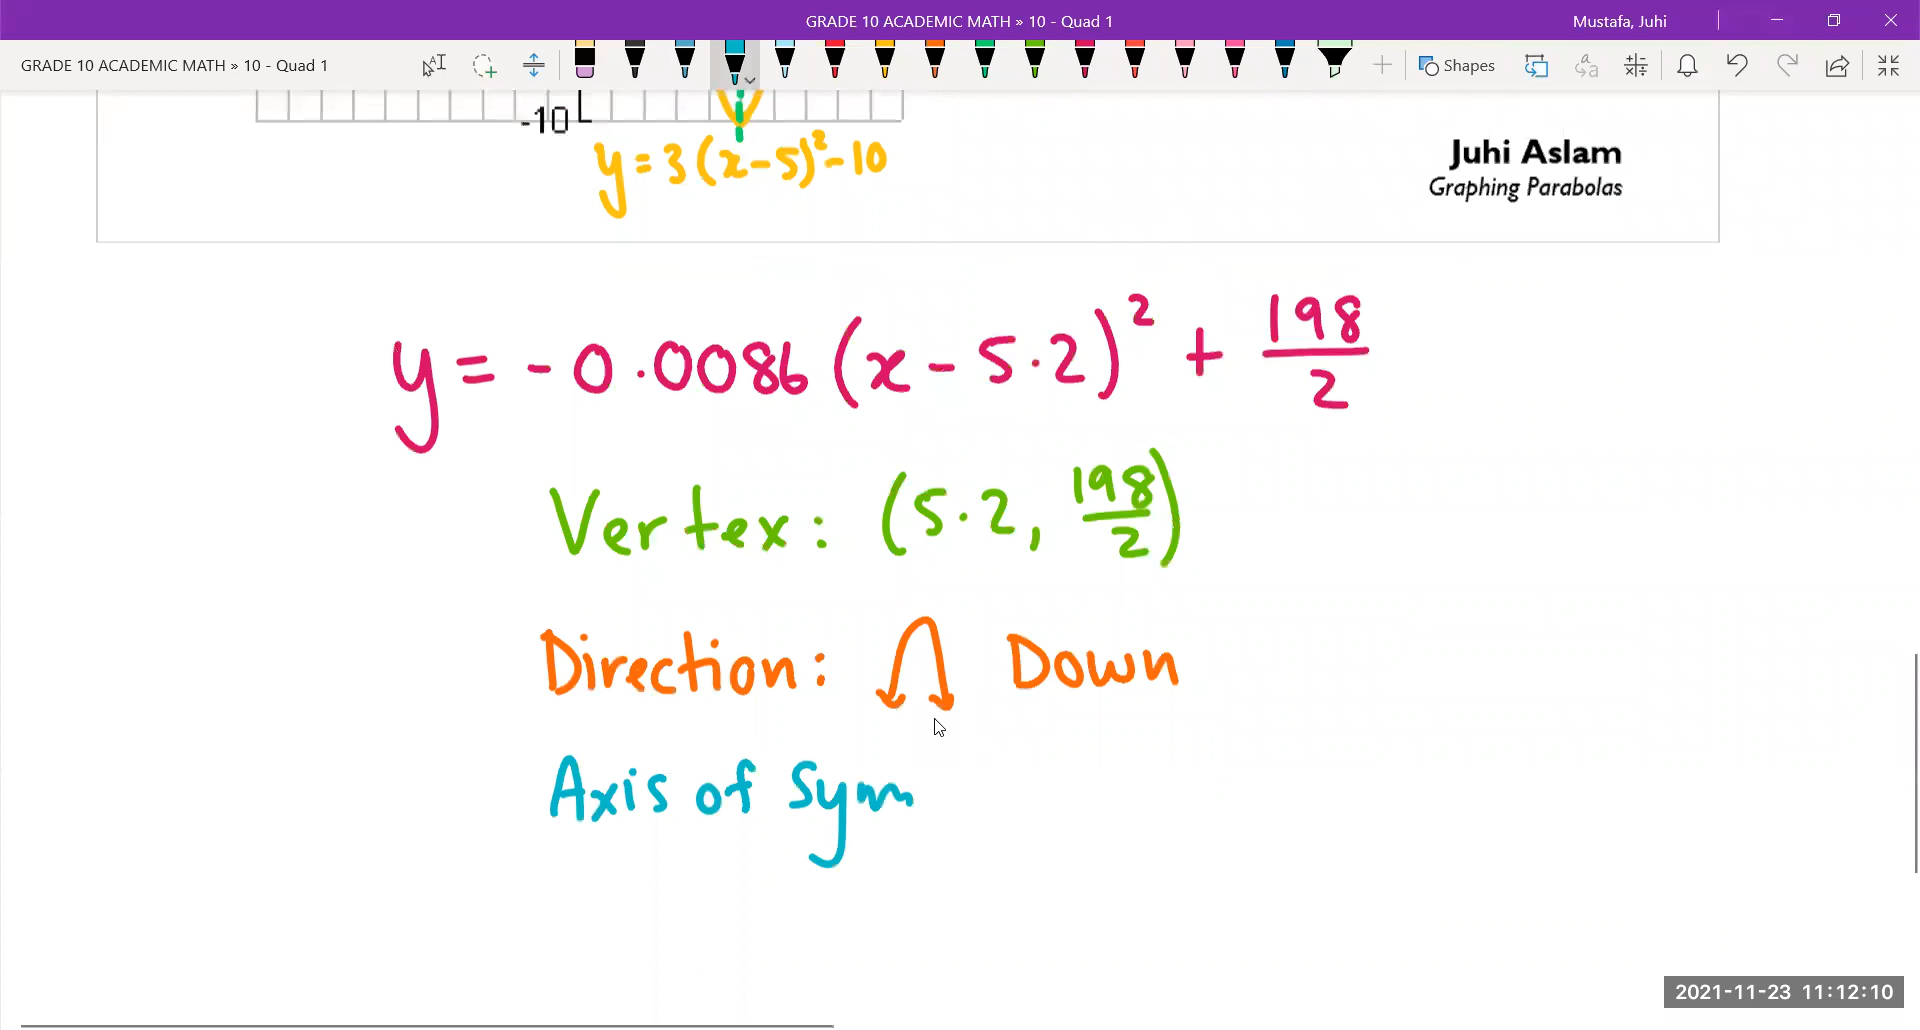 GRADE 10 ACADEMIC MATH » 10 - Quad 1
Mustafa, Juhi
GRADE 10 ACADEMIC MATH » 10 - Quad 1
Shapes
-10
y = 3(x-5)²-10
Juhi Aslam
Graphing Parabolas
y = -0.0086 (x - 5.2)² + 198/2
Vertex: (5.2, 198/2)
Direction: Down
Axis of Sym
2021-11-23 11:12:10